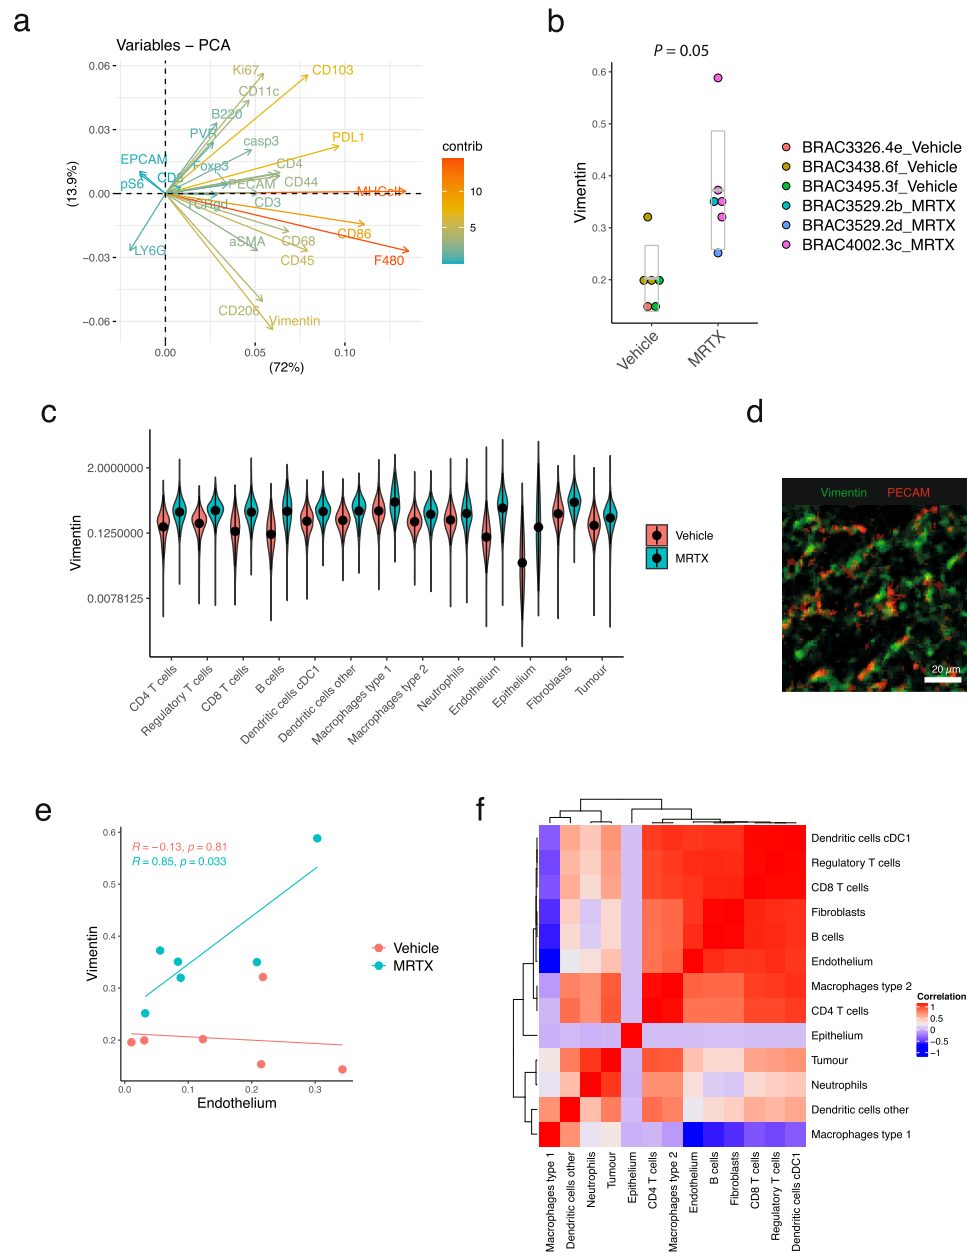 a
Variables − PCA
0.06
0.03
0.00
−0.03
−0.06
(13.9%)
Ki67
CD103
CD11c
B220
PVR
casp3
PDL1
EPCAM
CD8
Foxp3
CD4
pS6
PECAM
CD44
MHCcII
TCRgd
CD3
LY6G
aSMA
CD68
CD86
CD45
F480
CD206
Vimentin
0.00
0.05
0.10
(72%)
contrib
10
5
b
P = 0.05
0.6
0.5
0.4
0.3
0.2
Vimentin
Vehicle
MRTX
BRAC3326.4e_Vehicle
BRAC3438.6f_Vehicle
BRAC3495.3f_Vehicle
BRAC3529.2b_MRTX
BRAC3529.2d_MRTX
BRAC4002.3c_MRTX
c
2.0000000
0.1250000
0.0078125
Vimentin
CD4 T cells
Regulatory T cells
CD8 T cells
B cells
Dendritic cells cDC1
Dendritic cells other
Macrophages type 1
Macrophages type 2
Neutrophils
Endothelium
Epithelium
Fibroblasts
Tumour
Vehicle
MRTX
d
Vimentin PECAM
20 μm
e
R = −0.13, p = 0.81
R = 0.85, p = 0.033
0.6
0.5
0.4
0.3
0.2
Vimentin
0.0
0.1
0.2
0.3
Endothelium
Vehicle
MRTX
f
Dendritic cells cDC1
Regulatory T cells
CD8 T cells
Fibroblasts
B cells
Endothelium
Macrophages type 2
CD4 T cells
Epithelium
Tumour
Neutrophils
Dendritic cells other
Macrophages type 1
Macrophages type 1
Dendritic cells other
Neutrophils
Tumour
Epithelium
CD4 T cells
Macrophages type 2
Endothelium
B cells
Fibroblasts
CD8 T cells
Regulatory T cells
Dendritic cells cDC1
Correlation
1
0.5
0
−0.5
−1